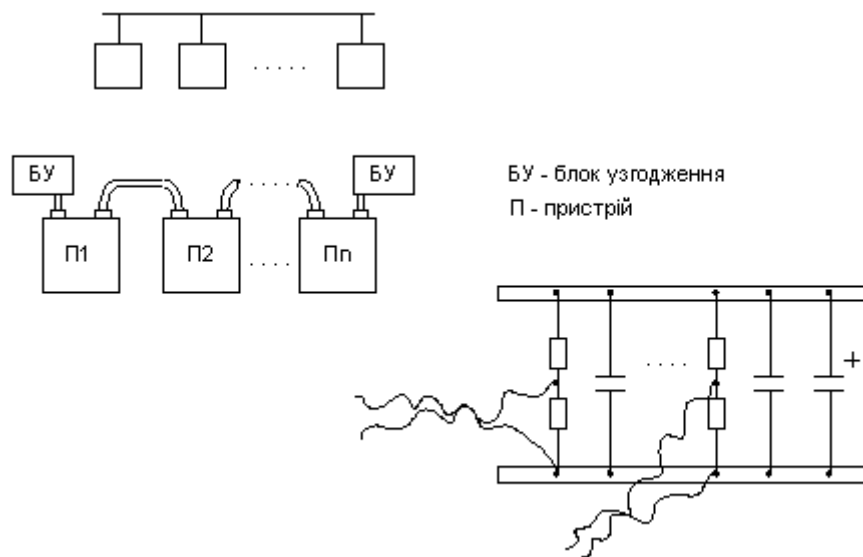 БУ
БУ
П1
П2
Пn
БУ - блок узгодження
П - пристрій
+